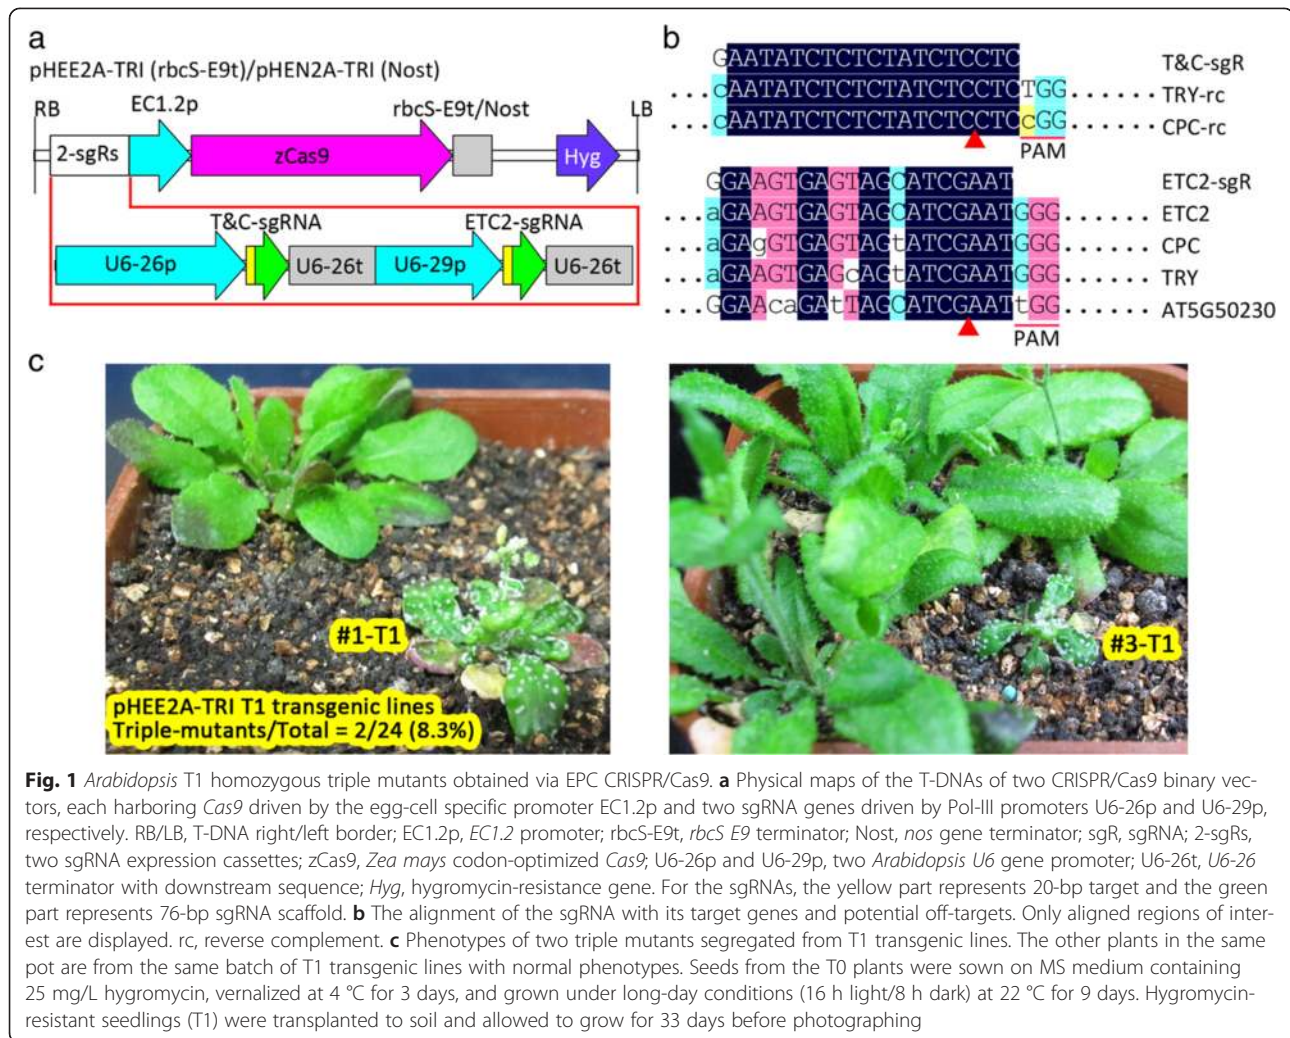 a
pHEE2A-TRI (rbcS-E9t)/pHEN2A-TRI (Nost)
RB
EC1.2p
rbcS-E9t/Nost
LB
2-sgRs
zCas9
Hyg
T&C-sgRNA
ETC2-sgRNA
U6-26p
U6-26t
U6-29p
U6-26t
b
GAATATCTCTCTATCTCCTC T&C-sgR
...cAATATCTCTCTATCTCCTCTGG...... TRY-rc
...cAATATCTCTCTATCTCCTCcGG...... CPC-rc
PAM
GGAAGTGAGTAGCATCGAAT ETC2-sgR
...aGAAGTGAGTAGCATCGAATGGG...... ETC2
...aGAgGTGAGTAGtATCGAATGGG...... CPC
...aGAAGTGAGcAGtATCGAATGGG...... TRY
...GGAAcaGAtTAGCATCGAATtGG...... AT5G50230
PAM
c
#1-T1
pHEE2A-TRI T1 transgenic lines
Triple-mutants/Total = 2/24 (8.3%)
#3-T1
Fig. 1 Arabidopsis T1 homozygous triple mutants obtained via EPC CRISPR/Cas9. a Physical maps of the T-DNAs of two CRISPR/Cas9 binary vec-
tors, each harboring Cas9 driven by the egg-cell specific promoter EC1.2p and two sgRNA genes driven by Pol-III promoters U6-26p and U6-29p,
respectively. RB/LB, T-DNA right/left border; EC1.2p, EC1.2 promoter; rbcS-E9t, rbcS E9 terminator; Nost, nos gene terminator; sgR, sgRNA; 2-sgRs,
two sgRNA expression cassettes; zCas9, Zea mays codon-optimized Cas9; U6-26p and U6-29p, two Arabidopsis U6 gene promoter; U6-26t, U6-26
terminator with downstream sequence; Hyg, hygromycin-resistance gene. For the sgRNAs, the yellow part represents 20-bp target and the green
part represents 76-bp sgRNA scaffold. b The alignment of the sgRNA with its target genes and potential off-targets. Only aligned regions of inter-
est are displayed. rc, reverse complement. c Phenotypes of two triple mutants segregated from T1 transgenic lines. The other plants in the same
pot are from the same batch of T1 transgenic lines with normal phenotypes. Seeds from the T0 plants were sown on MS medium containing
25 mg/L hygromycin, vernalized at 4 °C for 3 days, and grown under long-day conditions (16 h light/8 h dark) at 22 °C for 9 days. Hygromycin-
resistant seedlings (T1) were transplanted to soil and allowed to grow for 33 days before photographing